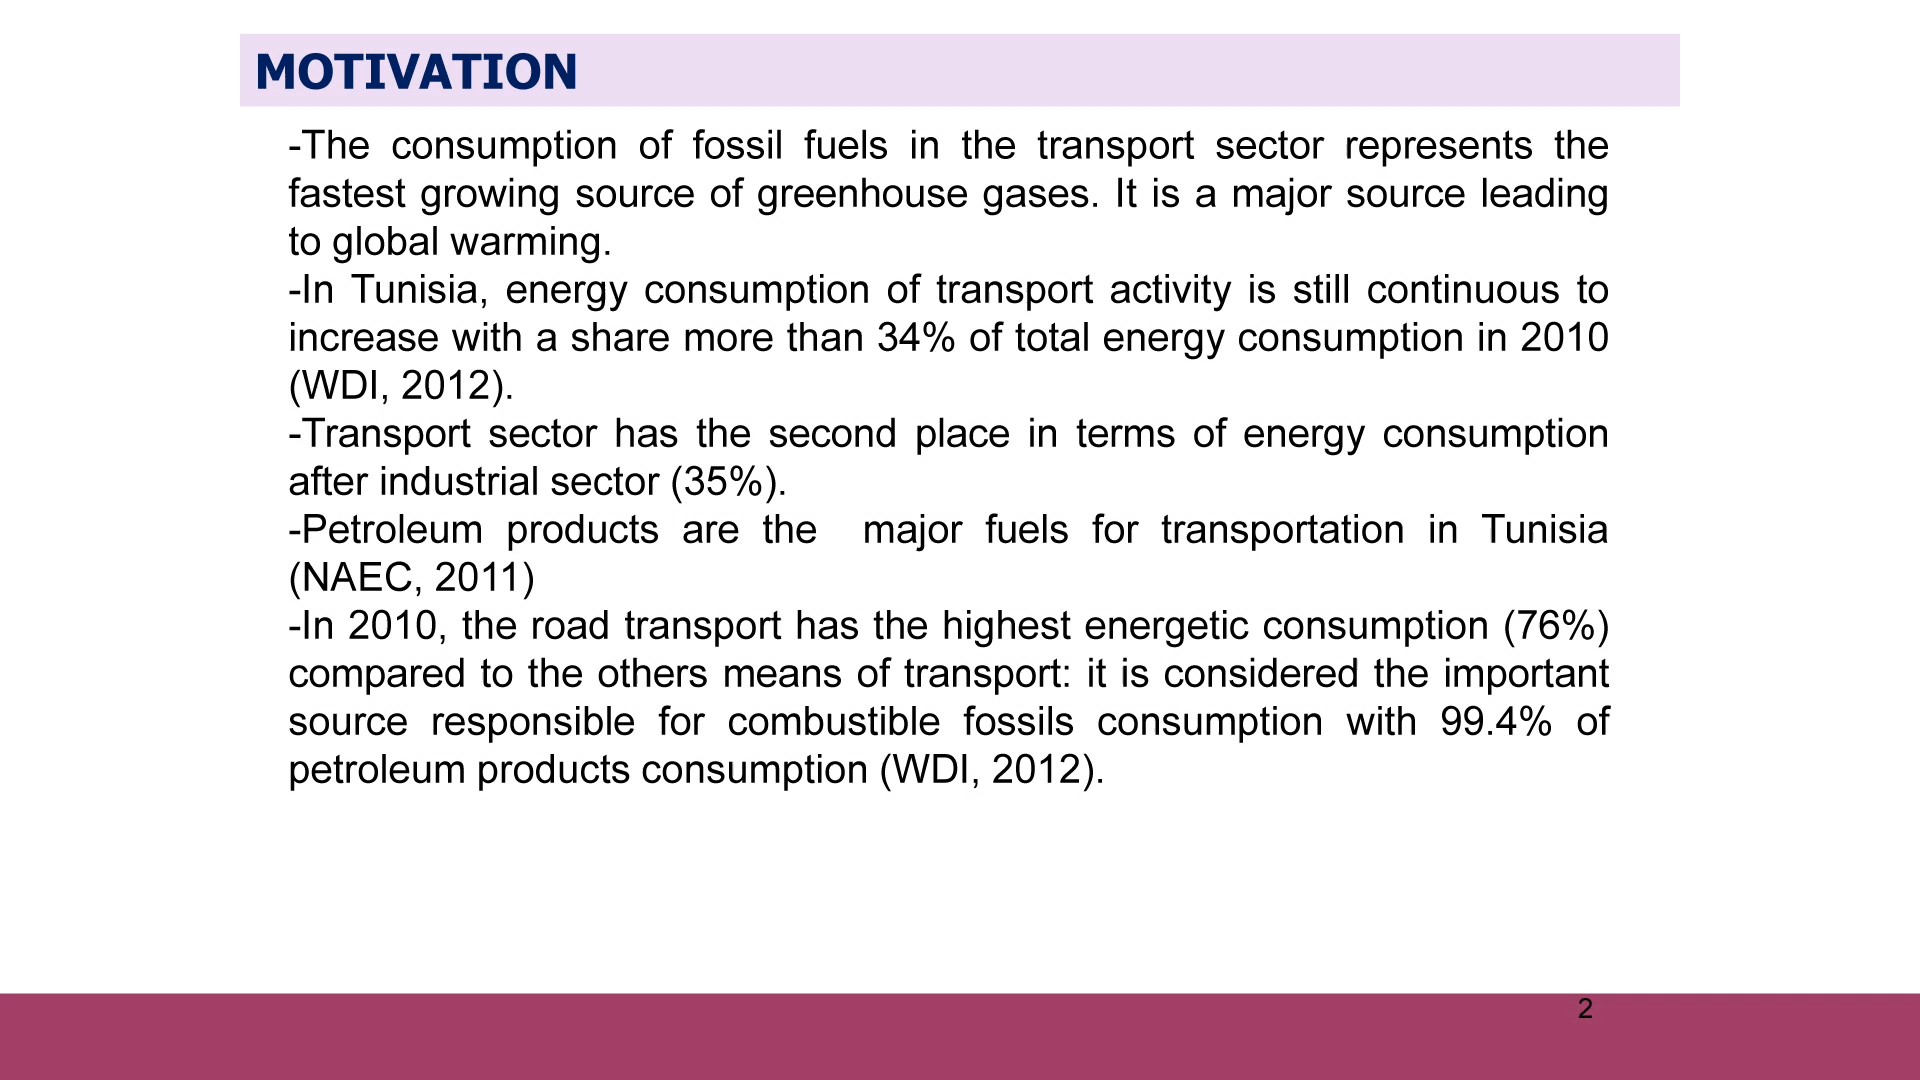 MOTIVATION
-The consumption of fossil fuels in the transport sector represents the
fastest growing source of greenhouse gases. It is a major source leading
to global warming.
-In Tunisia, energy consumption of transport activity is still continuous to
increase with a share more than 34% of total energy consumption in 2010
(WDI, 2012).
-Transport sector has the second place in terms of energy consumption
after industrial sector (35%).
-Petroleum products are the  major fuels for transportation in Tunisia
(NAEC, 2011)
-In 2010, the road transport has the highest energetic consumption (76%)
compared to the others means of transport: it is considered the important
source responsible for combustible fossils consumption with 99.4% of
petroleum products consumption (WDI, 2012).
2